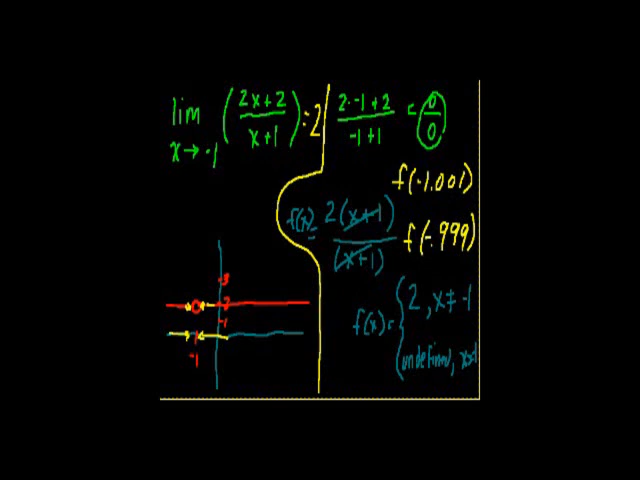 lim x→-1 (2x+2 / x+1) = 2
2·-1+2 / -1+1 = 0/0
f(-1.001)
f(x) = 2(x+1) / (x+1)
f(-.999)
f(x) = { 2, x≠-1
undefined, x=-1
3
2
1
-1